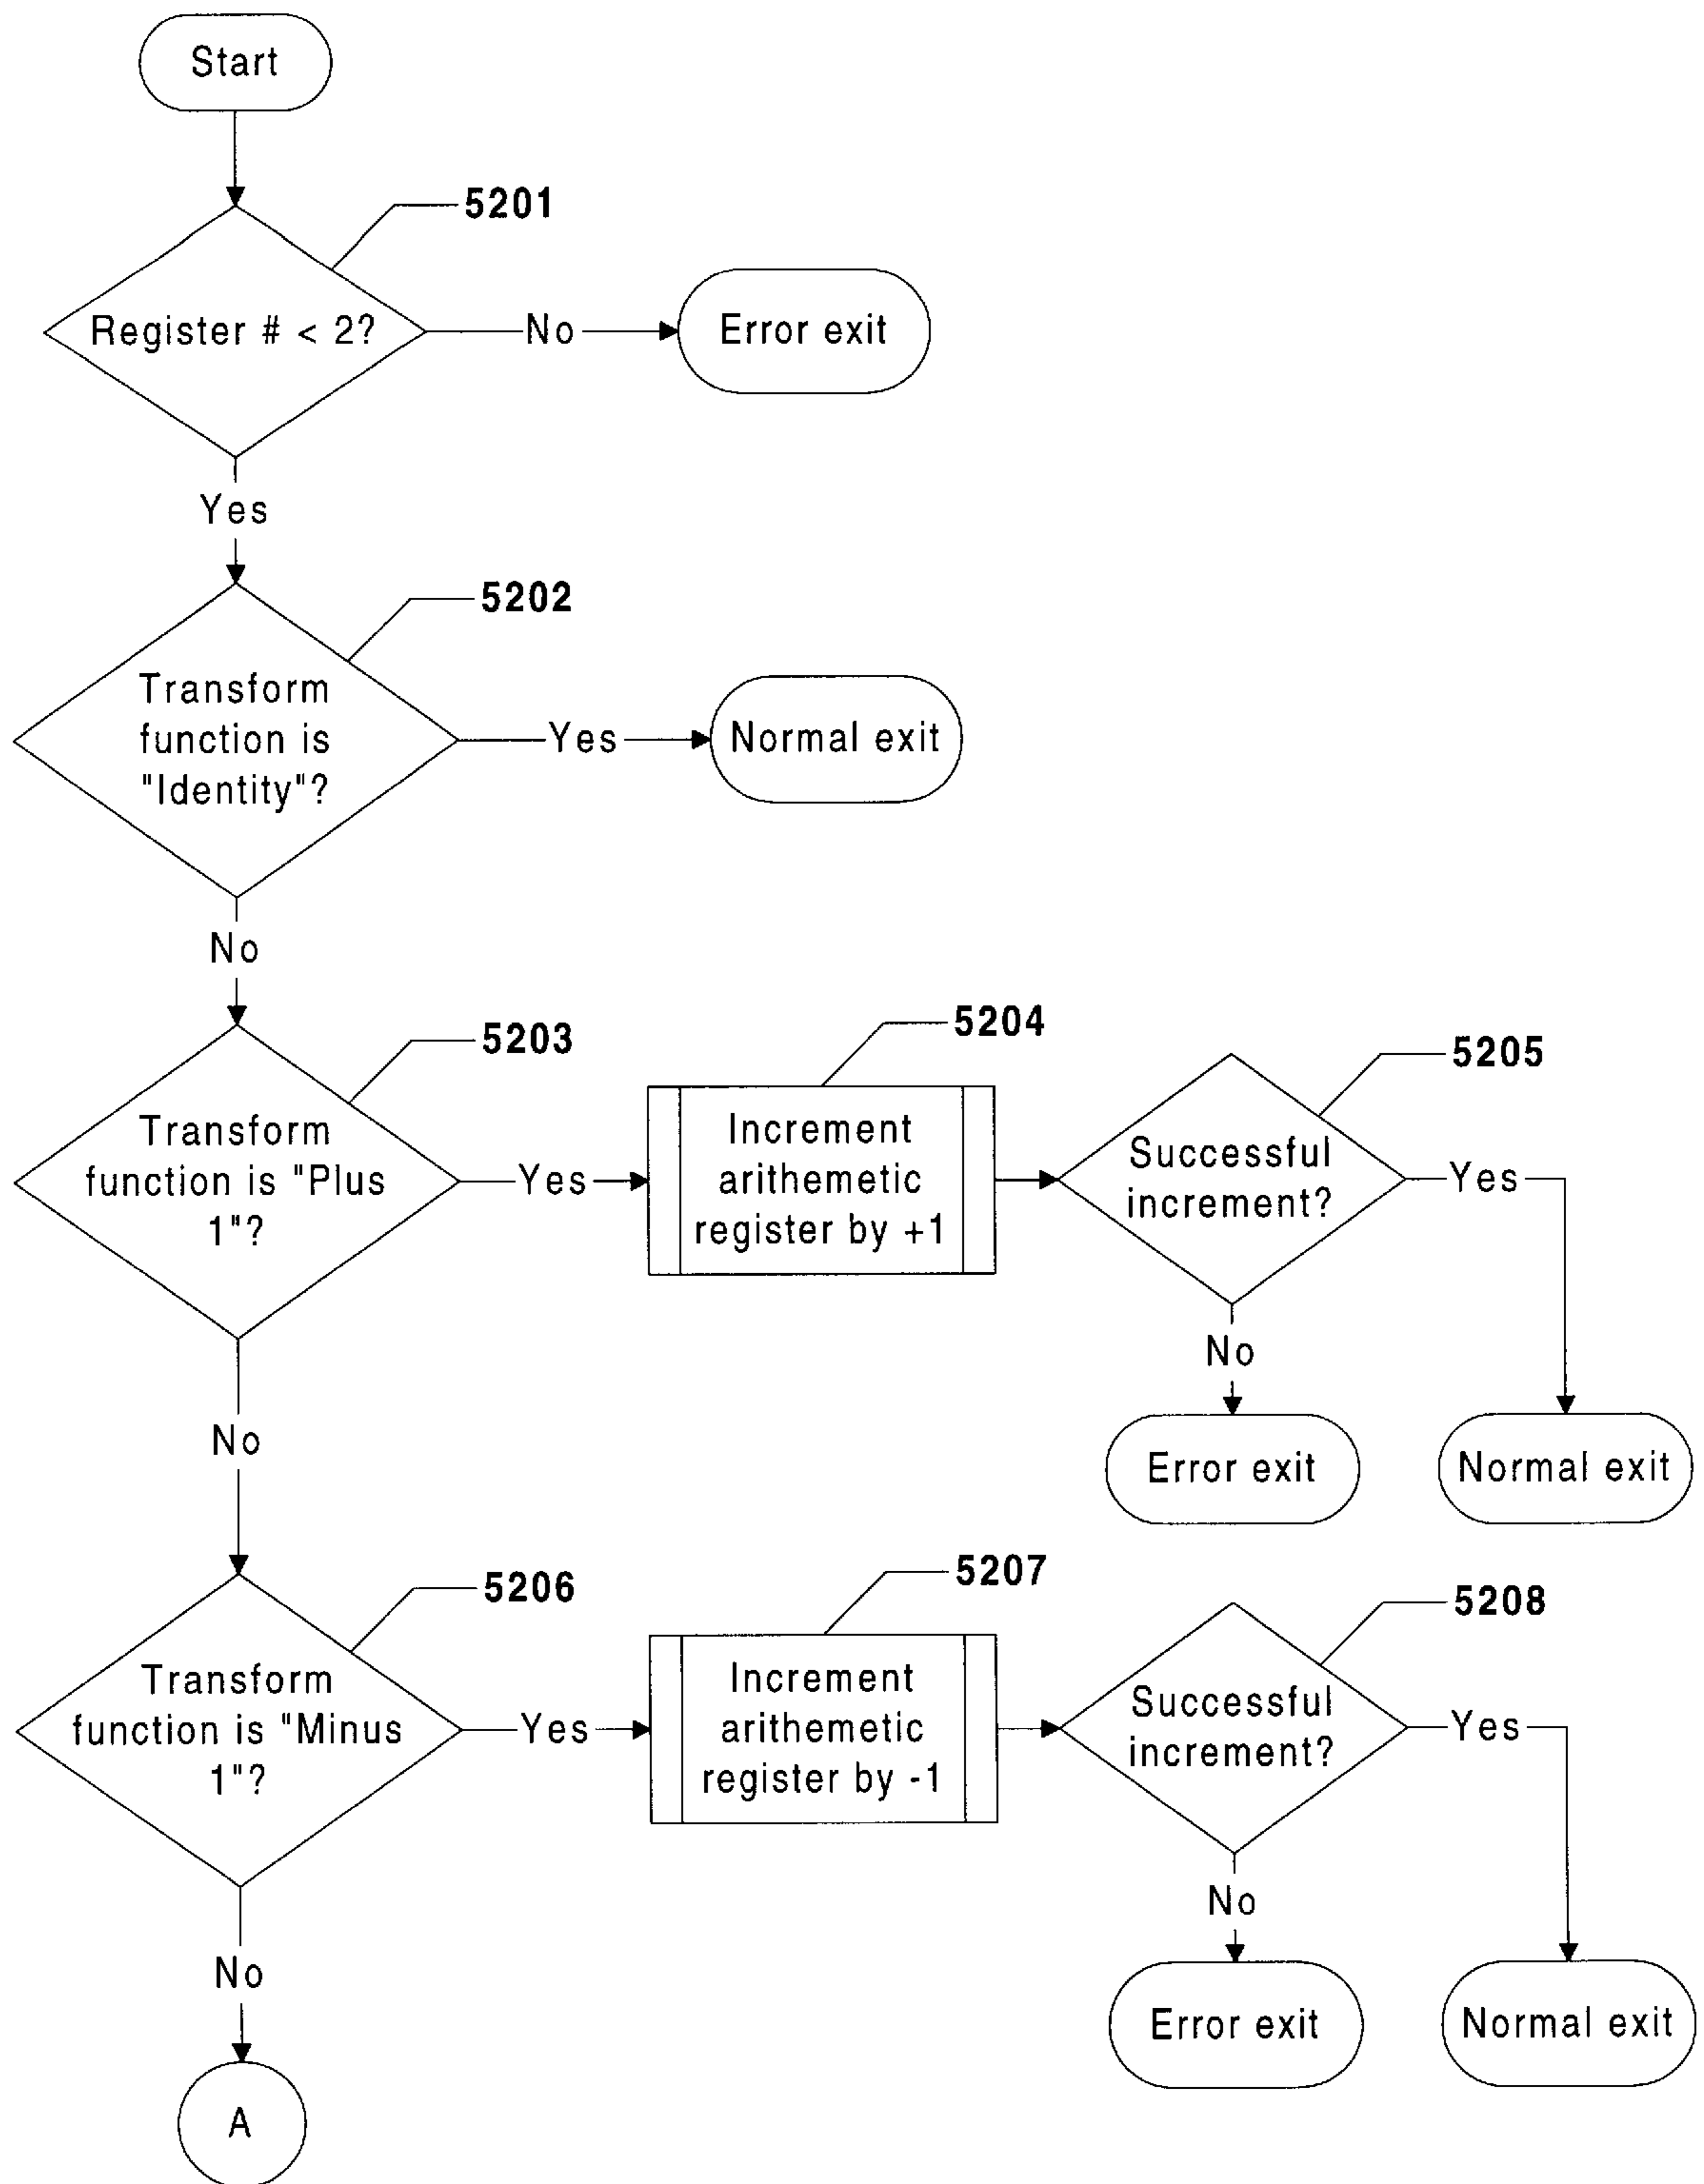 Start
5201
Register # < 2?
No
Error exit
Yes
5202
Transform
function is
"Identity"?
Yes
Normal exit
No
5203
Transform
function is "Plus
1"?
Yes
5204
Increment
arithemetic
register by +1
5205
Successful
increment?
Yes
No
Error exit
Normal exit
No
5206
Transform
function is "Minus
1"?
Yes
5207
Increment
arithemetic
register by -1
5208
Successful
increment?
Yes
No
Error exit
Normal exit
No
A